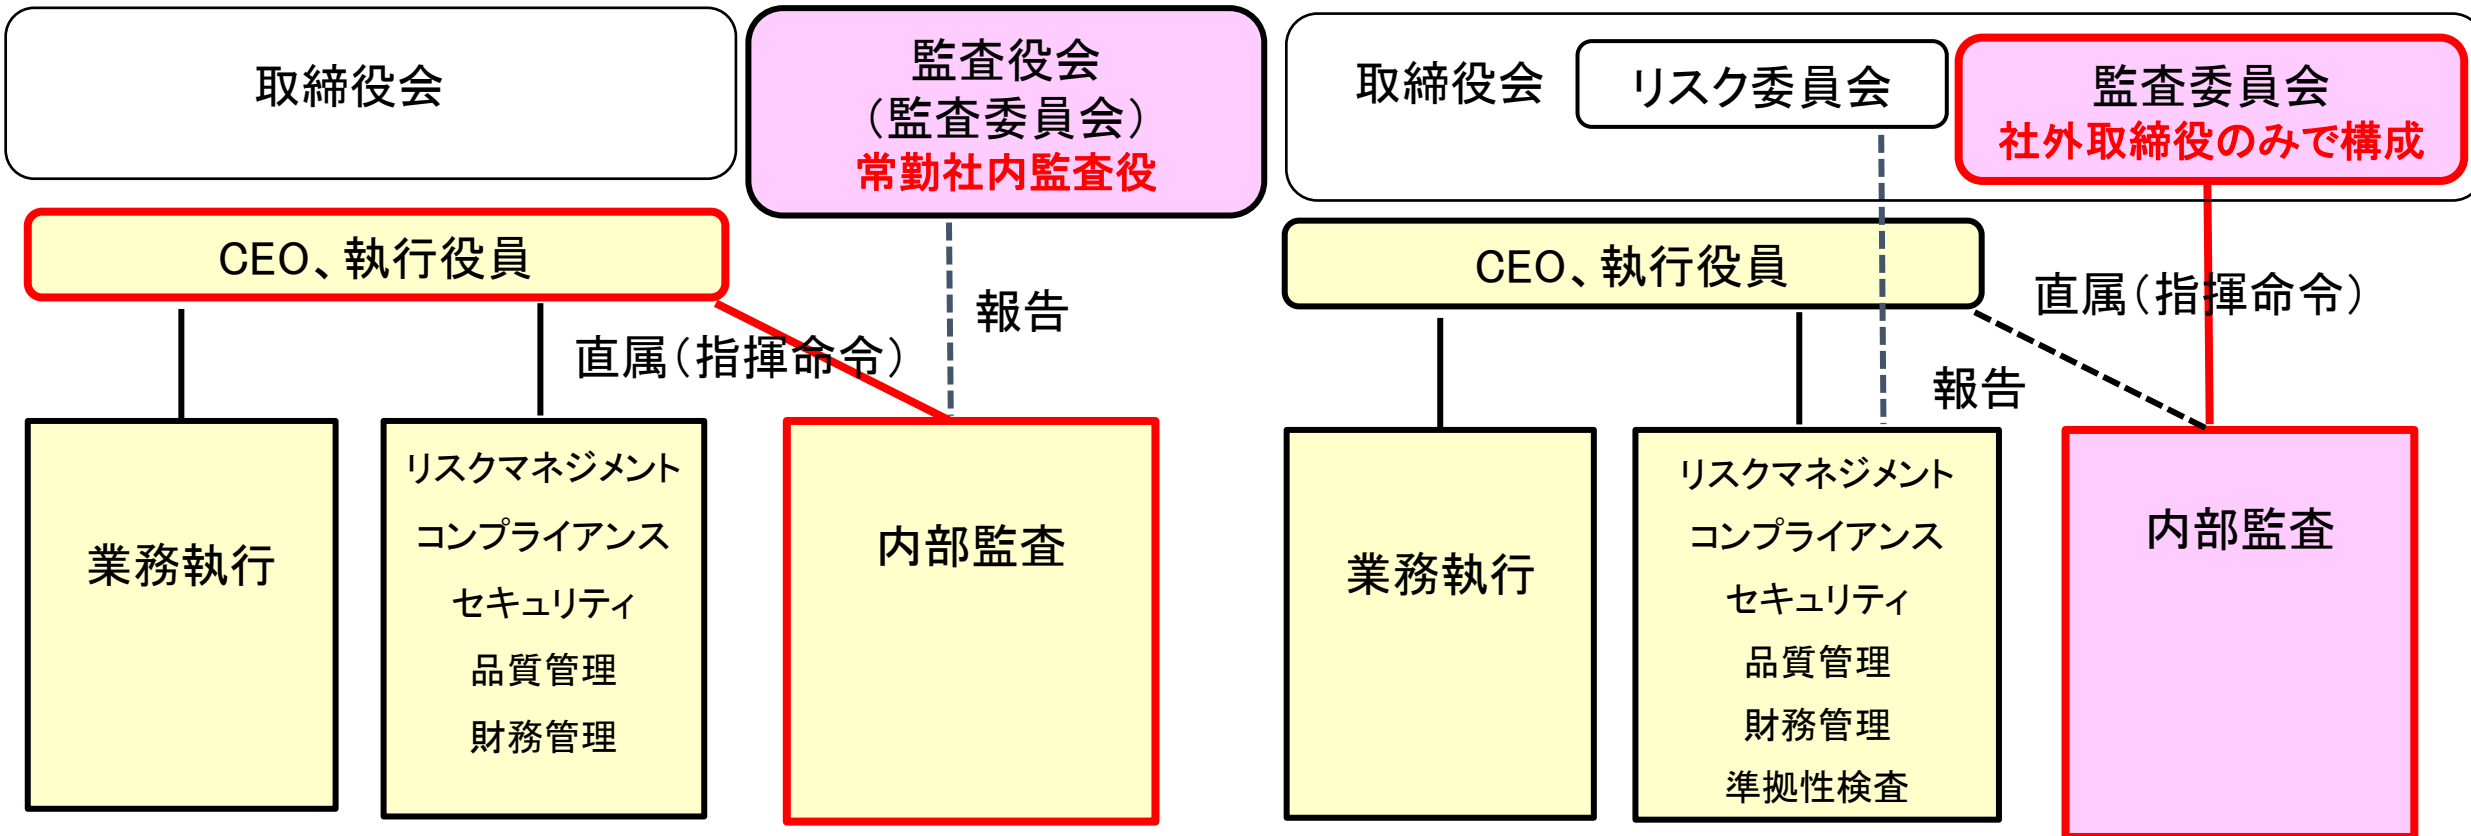 取締役会
監査役会
（監査委員会）
常勤社内監査役
CEO、執行役員
直属（指揮命令）
報告
業務執行
リスクマネジメント
コンプライアンス
セキュリティ
品質管理
財務管理
内部監査
取締役会
リスク委員会
監査委員会
社外取締役のみで構成
CEO、執行役員
直属（指揮命令）
報告
業務執行
リスクマネジメント
コンプライアンス
セキュリティ
品質管理
財務管理
準拠性検査
内部監査